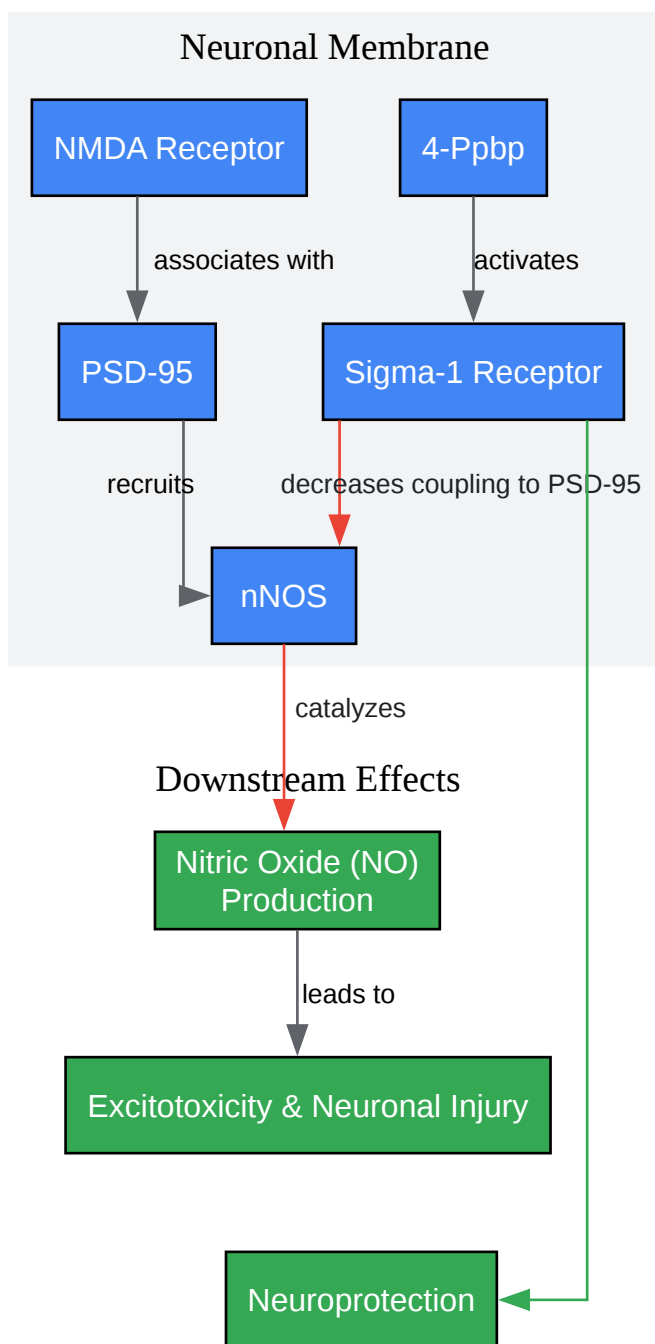 Neuronal Membrane
NMDA Receptor
4-Ppbp
associates with
activates
PSD-95
Sigma-1 Receptor
recruits
decreases coupling to PSD-95
nNOS
catalyzes
Downstream Effects
Nitric Oxide (NO)
Production
leads to
Excitotoxicity & Neuronal Injury
Neuroprotection